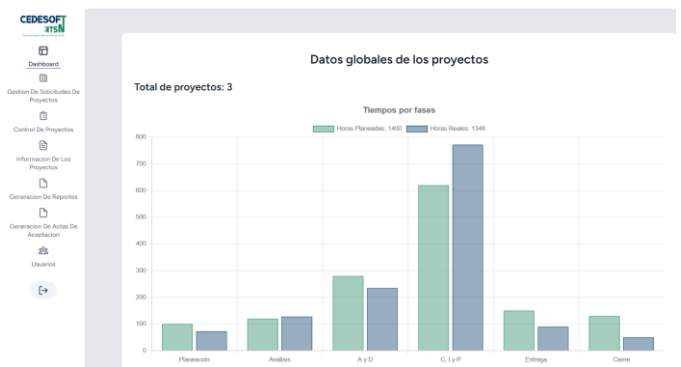 CEDESOFT
ITSN
Dashboard
Gestion De Solicitudes De
Proyectos
Control De Proyectos
Informacion De Los
Proyectos
Generacion De Reportes
Generacion De Actas De
Aceptacion
Usuarios
Datos globales de los proyectos
Total de proyectos: 3
Tiempos por fases
Horas Planeadas: 1400 Horas Reales: 1348
800
700
600
500
400
300
200
100
0
Planeación Análisis A y D C, I y P Entrega Cierre